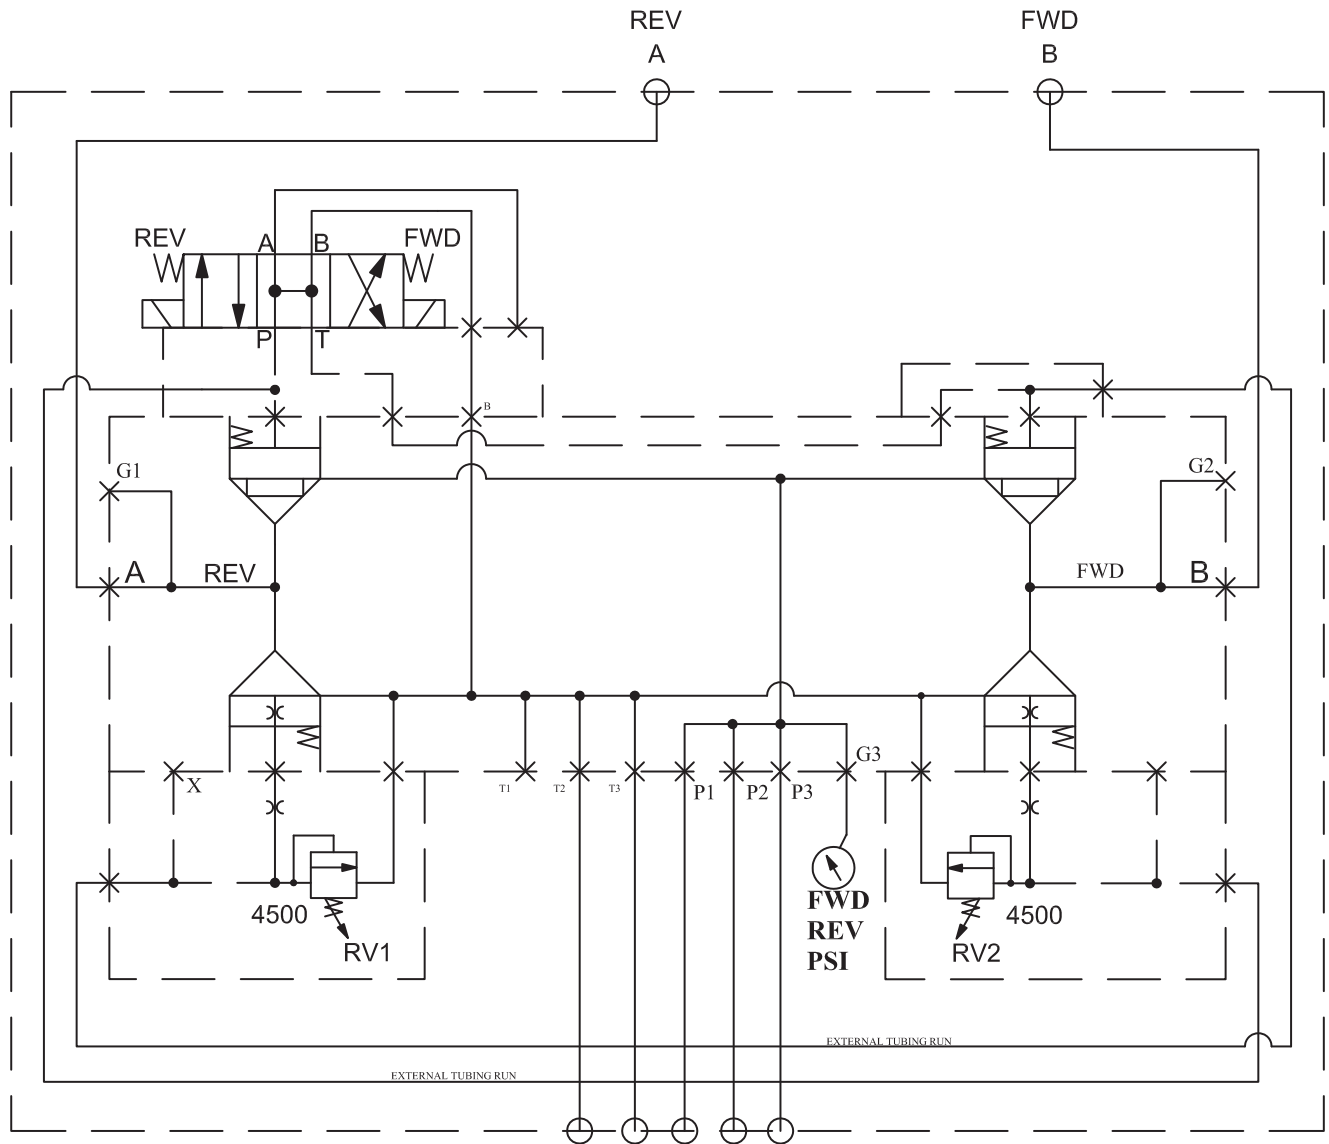 REV
FWD
A
B
REV
A
B
FWD
P
T
B
G1
G2
A
REV
FWD
B
X
T1
T2
T3
P1
P2
P3
G3
4500
RV1
FWD
REV
PSI
4500
RV2
EXTERNAL TUBING RUN
EXTERNAL TUBING RUN